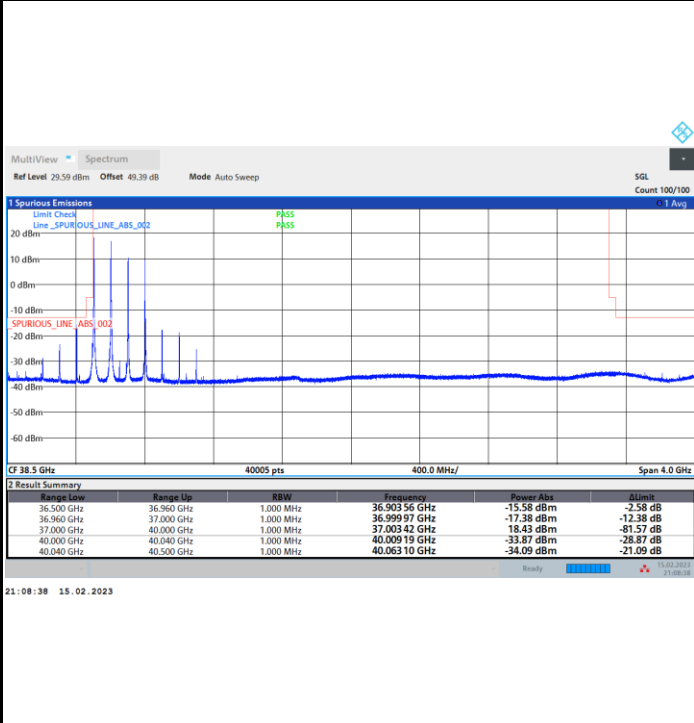 MultiView Spectrum
Ref Level 29.59 dBm Offset 49.39 dB Mode Auto Sweep SGL
Count 100/100
1 Spurious Emissions 1 Avg
Limit Check PASS
Line _SPURIOUS_LINE_ABS_002 PASS
20 dBm
10 dBm
0 dBm
-10 dBm
_SPURIOUS_LINE_ABS_002
-20 dBm
-30 dBm
-40 dBm
-50 dBm
-60 dBm
CF 38.5 GHz 40005 pts 400.0 MHz/ Span 4.0 GHz
2 Result Summary
Range Low Range Up RBW Frequency Power Abs ΔLimit
36.500 GHz 36.960 GHz 1.000 MHz 36.903 56 GHz -15.58 dBm -2.58 dB
36.960 GHz 37.000 GHz 1.000 MHz 36.999 97 GHz -17.38 dBm -12.38 dB
37.000 GHz 40.000 GHz 1.000 MHz 37.003 42 GHz 18.43 dBm -81.57 dB
40.000 GHz 40.040 GHz 1.000 MHz 40.009 19 GHz -33.87 dBm -28.87 dB
40.040 GHz 40.500 GHz 1.000 MHz 40.063 10 GHz -34.09 dBm -21.09 dB
Ready 15.02.2023
21:08:38
21:08:38 15.02.2023